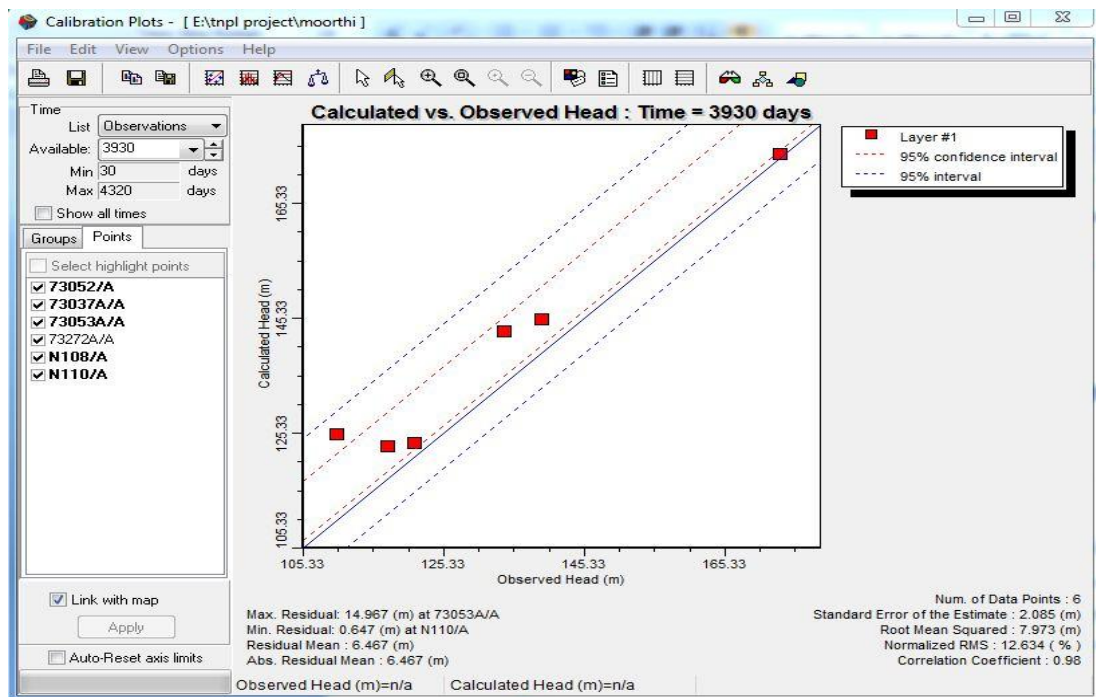 Calibration Plots - [ E:\tnpl project\moorthi ]
File Edit View Options Help
Time
List Observations
Available: 3930
Min 30 days
Max 4320 days
Show all times
Groups Points
Select highlight points
73052/A
73037A/A
73053A/A
73272A/A
N108/A
N110/A
Link with map
Apply
Auto-Reset axis limits
Calculated vs. Observed Head : Time = 3930 days
Layer #1
95% confidence interval
95% interval
Calculated Head (m)
165.33
145.33
125.33
105.33
105.33 125.33 145.33 165.33
Observed Head (m)
Max. Residual: 14.967 (m) at 73053A/A
Min. Residual: 0.647 (m) at N110/A
Residual Mean : 6.467 (m)
Abs. Residual Mean : 6.467 (m)
Num. of Data Points : 6
Standard Error of the Estimate : 2.085 (m)
Root Mean Squared : 7.973 (m)
Normalized RMS : 12.634 ( % )
Correlation Coefficient : 0.98
Observed Head (m)=n/a Calculated Head (m)=n/a